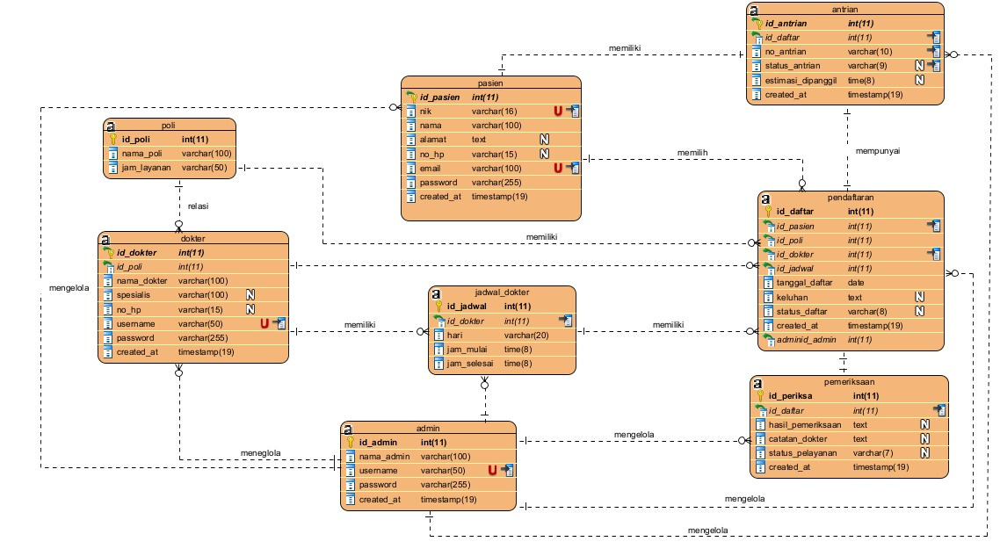 antrian
id_antrian int(11)
id_daftar int(11)
no_antrian varchar(10)
status_antrian varchar(9) N
estimasi_dipanggil time(8) N
created_at timestamp(19)
memiliki
pasien
id_pasien int(11)
nik varchar(16) U
nama varchar(100)
alamat text N
no_hp varchar(15) N
email varchar(100) U
password varchar(255)
created_at timestamp(19)
poli
id_poli int(11)
nama_poli varchar(100)
jam_layanan varchar(50)
mempunyai
memilih
relasi
pendaftaran
id_daftar int(11)
id_pasien int(11)
id_poli int(11)
id_dokter int(11)
id_jadwal int(11)
tanggal_daftar date
keluhan text N
status_daftar varchar(8) N
created_at timestamp(19)
adminid_admin int(11)
memiliki
dokter
id_dokter int(11)
id_poli int(11)
nama_dokter varchar(100)
spesialis varchar(100) N
no_hp varchar(15) N
username varchar(50) U
password varchar(255)
created_at timestamp(19)
mengelola
memiliki
jadwal_dokter
id_jadwal int(11)
id_dokter int(11)
hari varchar(20)
jam_mulai time(8)
jam_selesai time(8)
memiliki
pemeriksaan
id_periksa int(11)
id_daftar int(11)
hasil_pemeriksaan text N
catatan_dokter text N
status_pelayanan varchar(7) N
created_at timestamp(19)
admin
id_admin int(11)
nama_admin varchar(100)
username varchar(50) U
password varchar(255)
created_at timestamp(19)
meneglola
mengelola
mengelola
mengelola